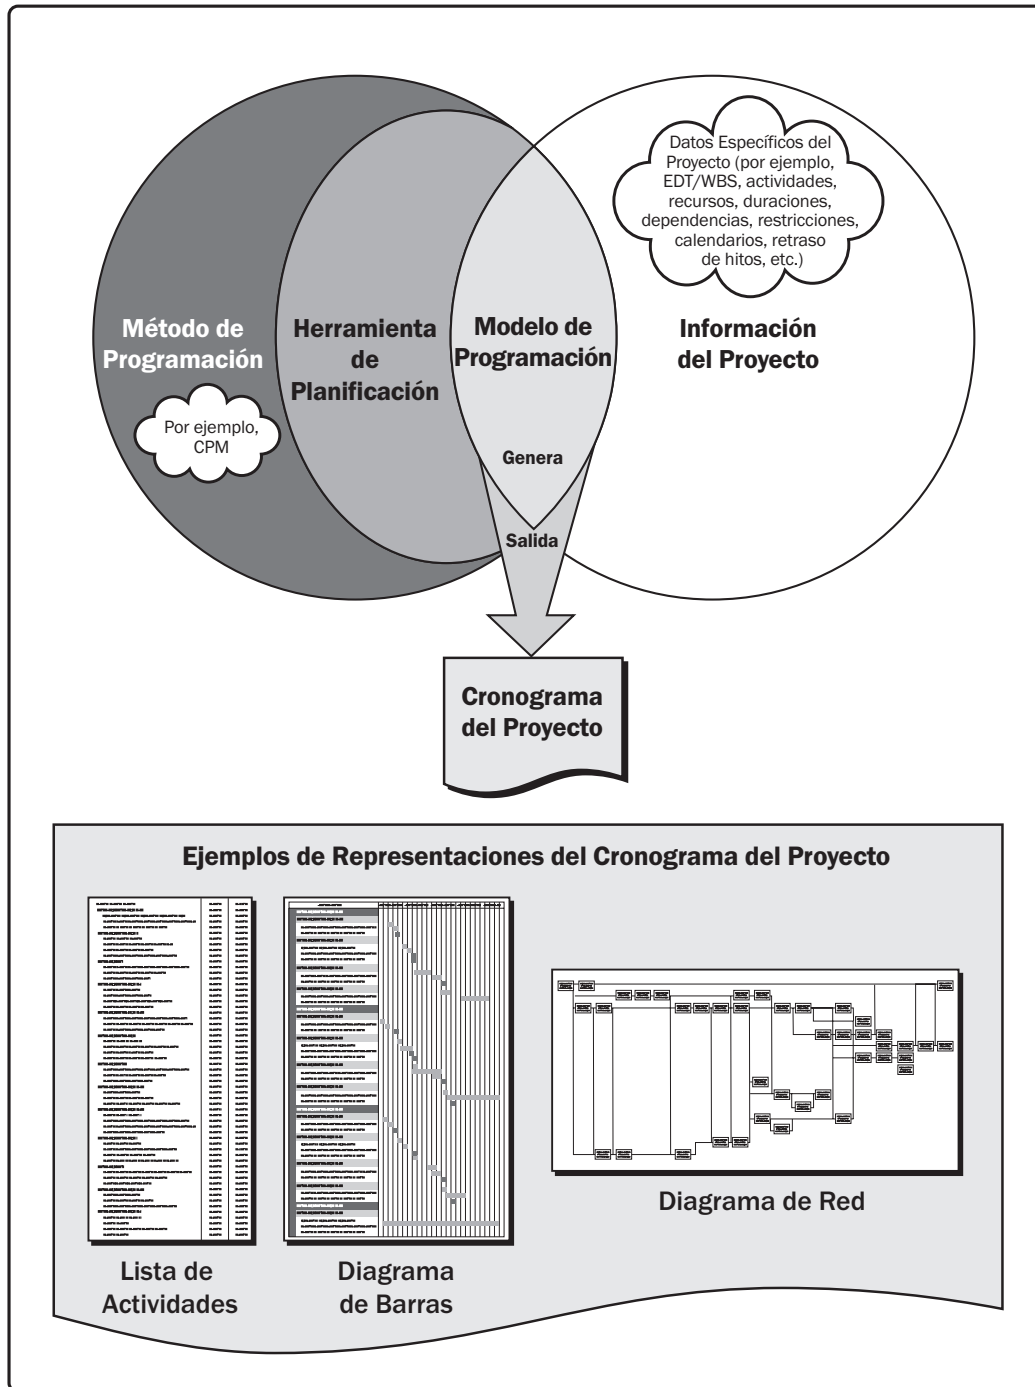 Datos Específicos del
Proyecto (por ejemplo,
EDT/WBS, actividades,
recursos, duraciones,
dependencias, restricciones,
calendarios, retraso
de hitos, etc.)
Método de
Programación
Herramienta
de
Planificación
Modelo de
Programación
Información
del Proyecto
Por ejemplo,
CPM
Genera
Salida
Cronograma
del Proyecto
Ejemplos de Representaciones del Cronograma del Proyecto
Lista de
Actividades
Diagrama
de Barras
Diagrama de Red